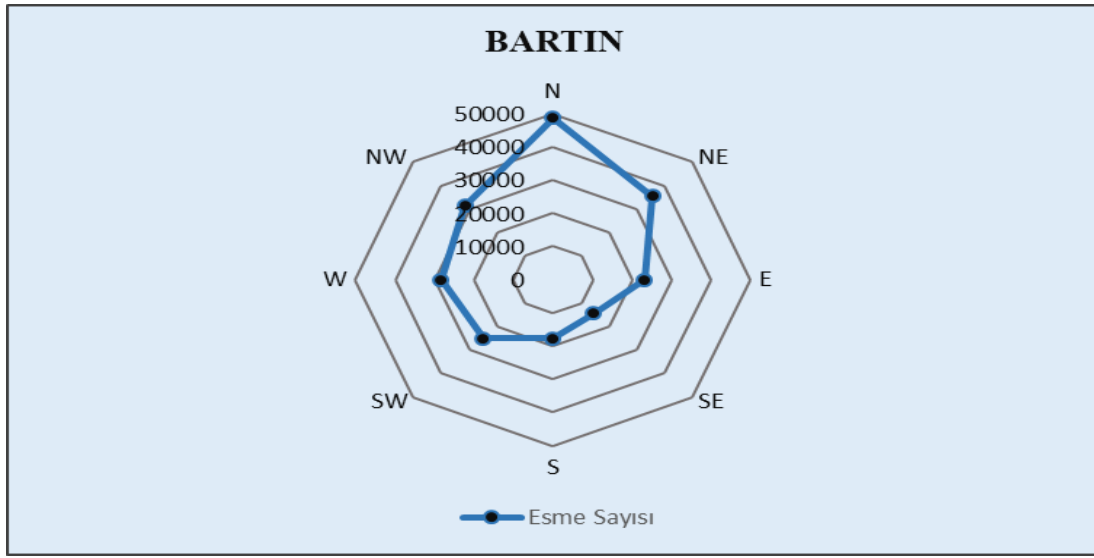 BARTIN
N
50000
40000
NW
NE
30000
20000
10000
W
0
E
SW
SE
S
Esme Sayısı